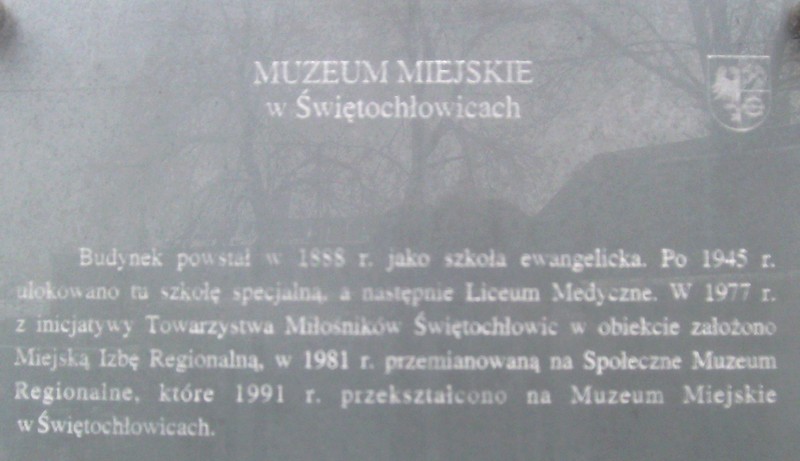 MUZEUM MIEJSKIE
w Świętochłowicach
Budynek powstał w 1888 r. jako szkoła ewangelicka. Po 1945 r.
ulokowano tu szkołę specjalną, a następnie Liceum Medyczne. W 1977 r.
z inicjatywy Towarzystwa Miłośników Świętochłowic w obiekcie założono
Miejską Izbę Regionalną, w 1981 r. przemianowaną na Społeczne Muzeum
Regionalne, które 1991 r. przekształcono na Muzeum Miejskie
w Świętochłowicach.